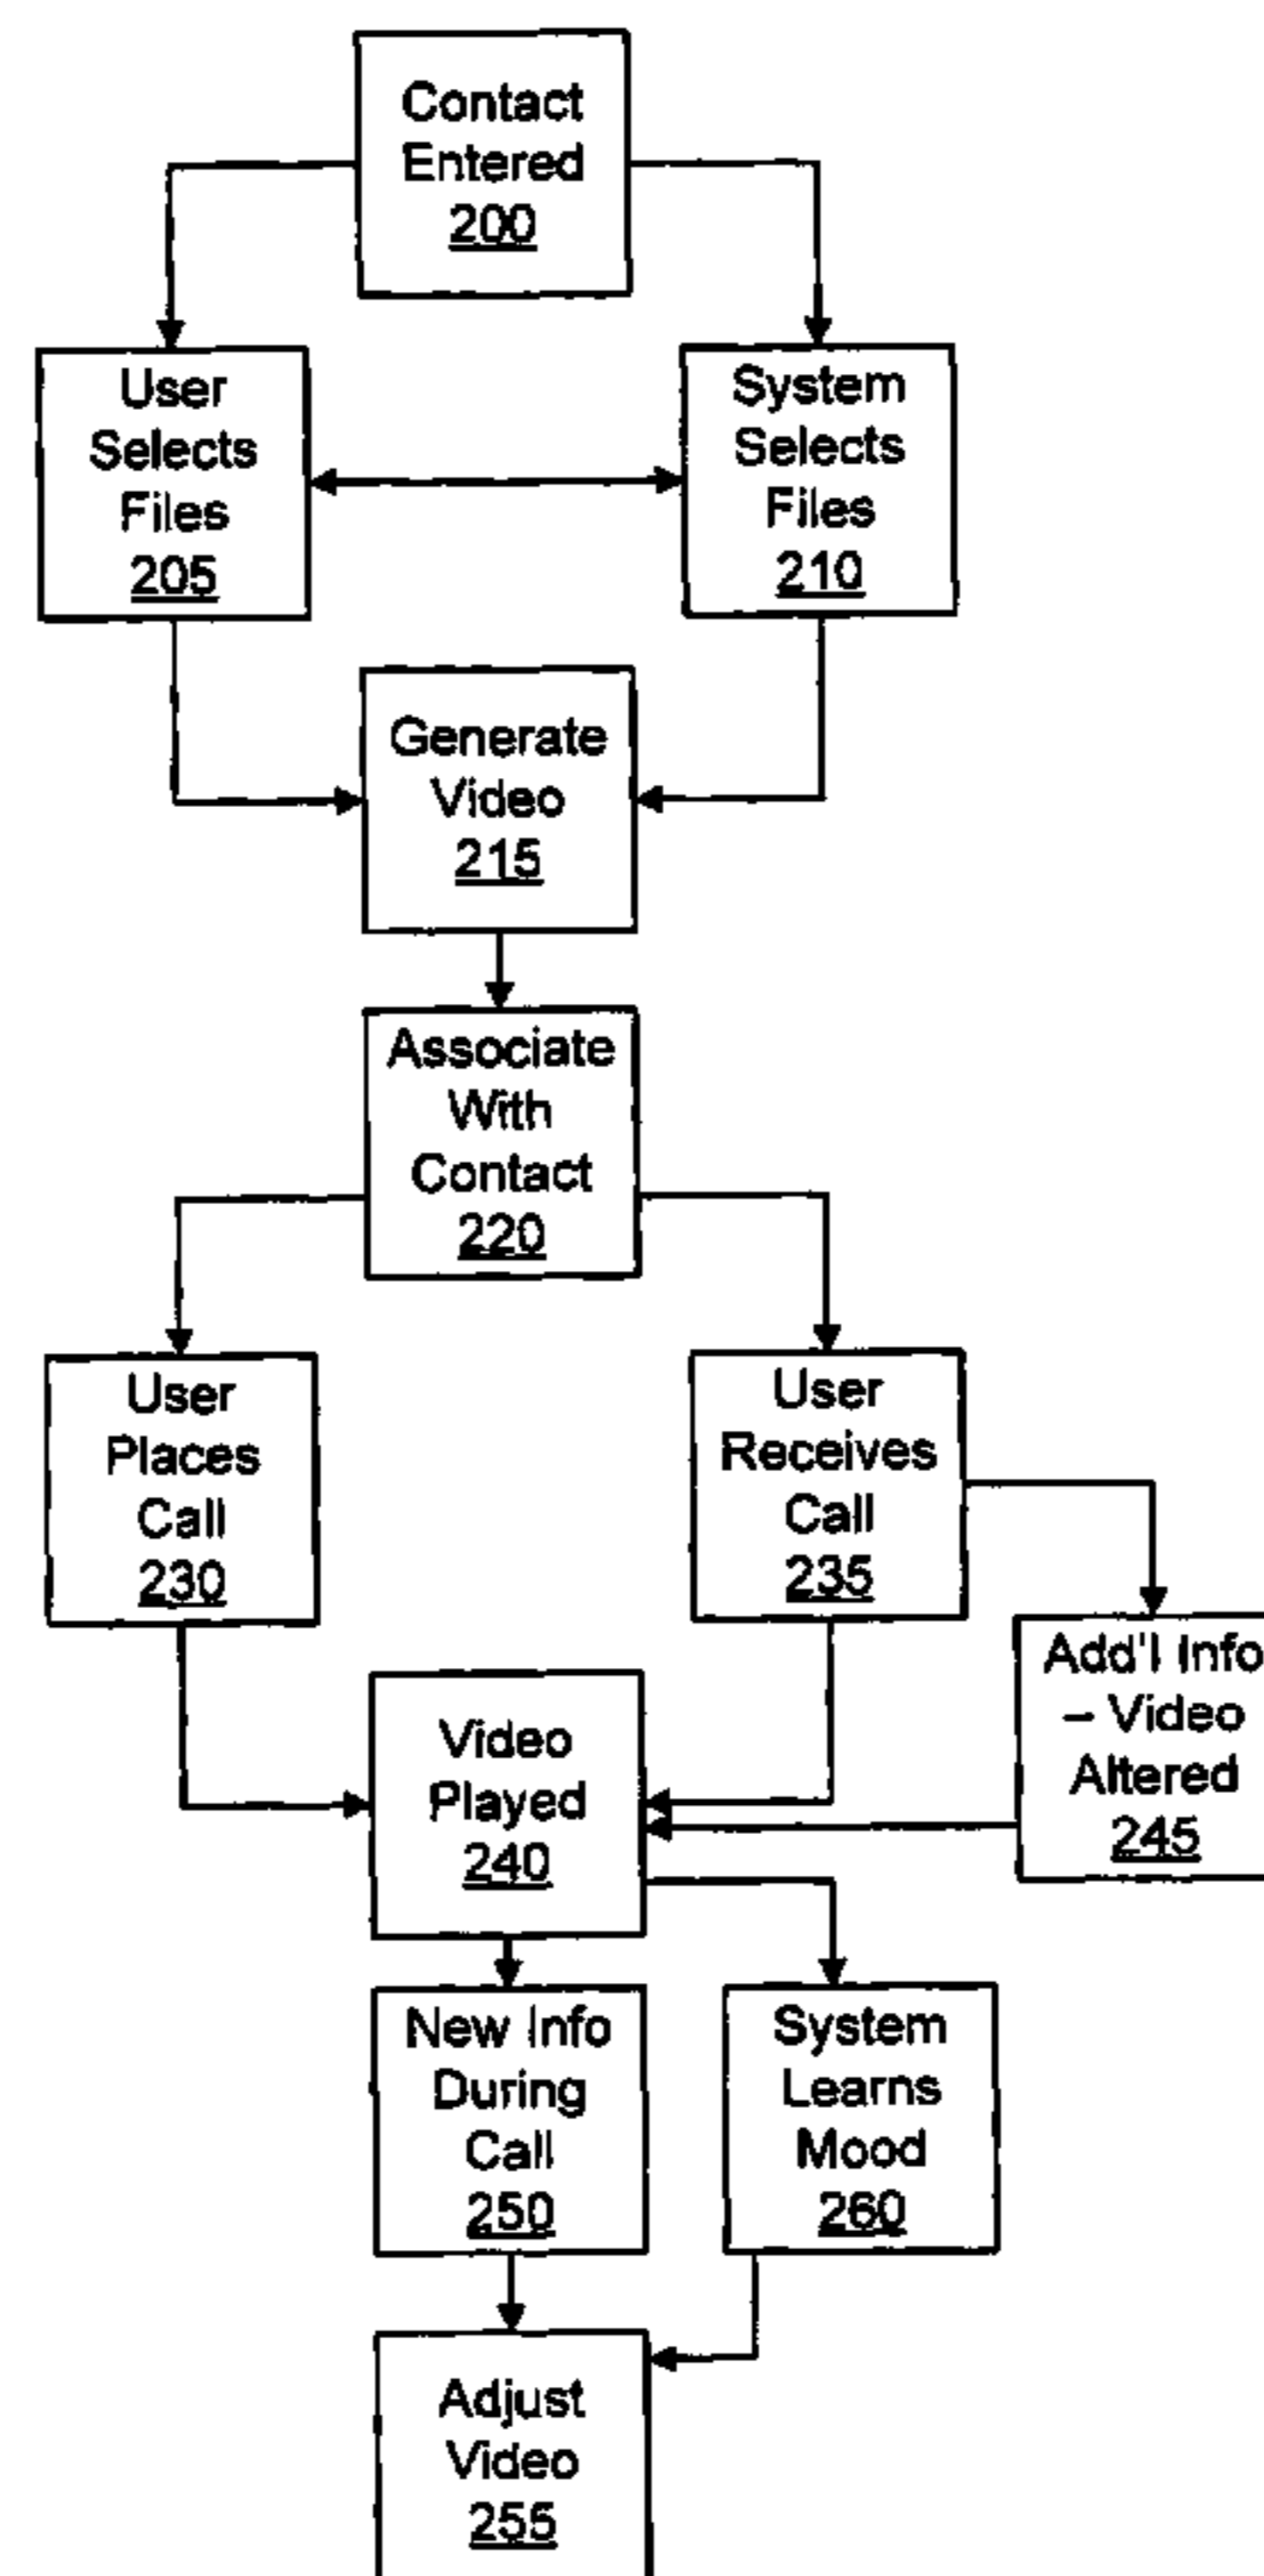 Contact
Entered
200
User
Selects
Files
205
System
Selects
Files
210
Generate
Video
215
Associate
With
Contact
220
User
Places
Call
230
User
Receives
Call
235
Add'l Info
– Video
Altered
245
Video
Played
240
New Info
During
Call
250
System
Learns
Mood
260
Adjust
Video
255